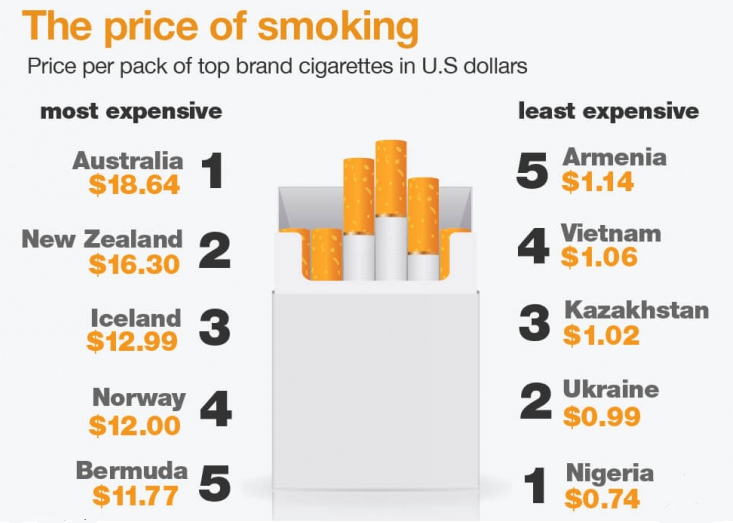 The price of smoking
Price per pack of top brand cigarettes in U.S dollars
most expensive
Australia 1
$18.64
New Zealand 2
$16.30
Iceland 3
$12.99
Norway 4
$12.00
Bermuda 5
$11.77
least expensive
5 Armenia
$1.14
4 Vietnam
$1.06
3 Kazakhstan
$1.02
2 Ukraine
$0.99
1 Nigeria
$0.74